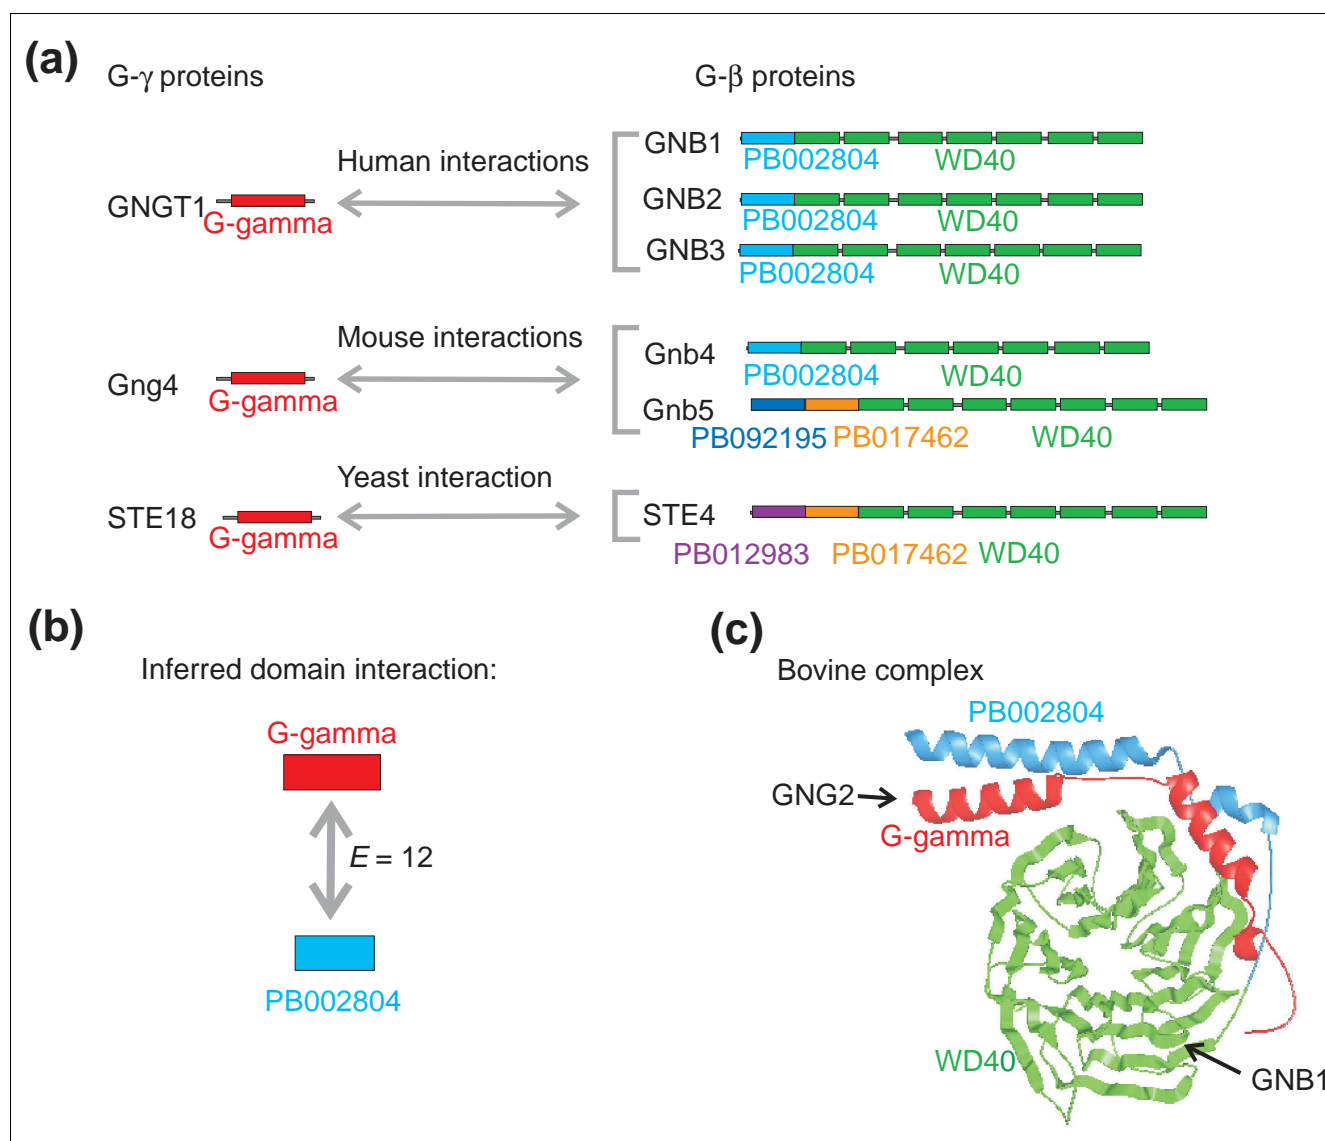 (a)
G-γ proteins
G-β proteins
Human interactions
GNGT1
G-gamma
GNB1
PB002804
WD40
GNB2
PB002804
WD40
GNB3
PB002804
WD40
Mouse interactions
Gng4
G-gamma
Gnb4
PB002804
WD40
Gnb5
PB092195
PB017462
WD40
Yeast interaction
STE18
G-gamma
STE4
PB012983
PB017462
WD40
(b)
Inferred domain interaction:
G-gamma
E = 12
PB002804
(c)
Bovine complex
PB002804
GNG2
G-gamma
WD40
GNB1